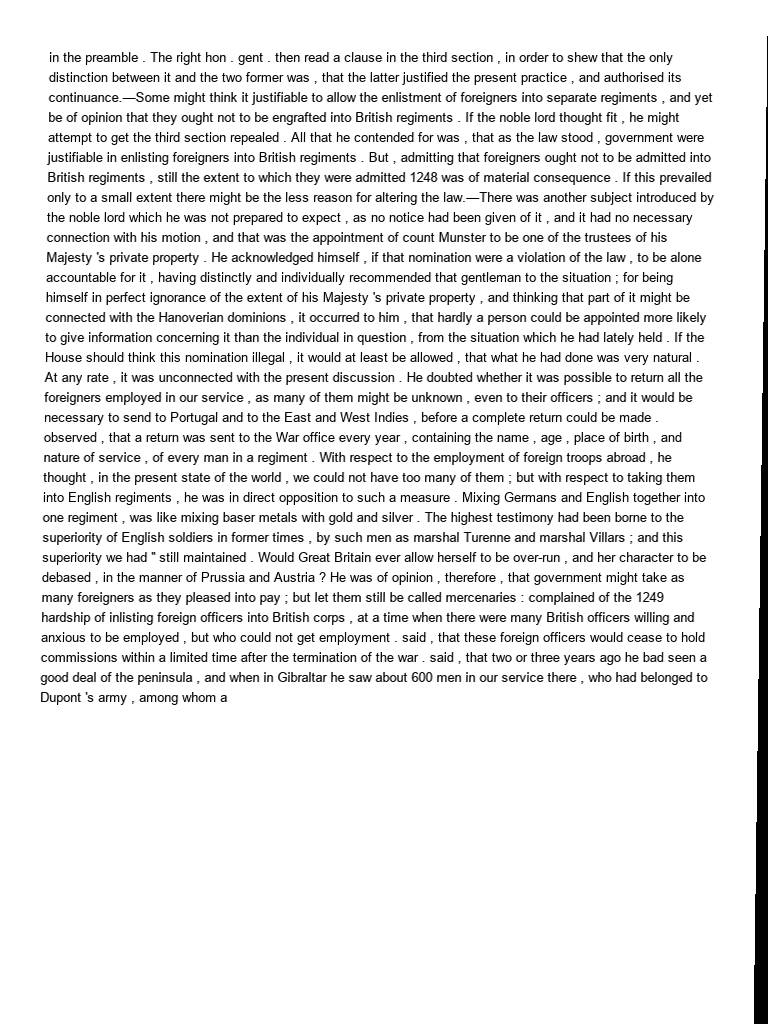 in the preamble . The right hon . gent . then read a clause in the third section , in order to shew that the only
distinction between it and the two former was , that the latter justified the present practice , and authorised its
continuance.—Some might think it justifiable to allow the enlistment of foreigners into separate regiments , and yet
be of opinion that they ought not to be engrafted into British regiments . If the noble lord thought fit , he might
attempt to get the third section repealed . All that he contended for was , that as the law stood , government were
justifiable in enlisting foreigners into British regiments . But , admitting that foreigners ought not to be admitted into
British regiments , still the extent to which they were admitted 1248 was of material consequence . If this prevailed
only to a small extent there might be the less reason for altering the law.—There was another subject introduced by
the noble lord which he was not prepared to expect , as no notice had been given of it , and it had no necessary
connection with his motion , and that was the appointment of count Munster to be one of the trustees of his
Majesty 's private property . He acknowledged himself , if that nomination were a violation of the law , to be alone
accountable for it , having distinctly and individually recommended that gentleman to the situation ; for being
himself in perfect ignorance of the extent of his Majesty 's private property , and thinking that part of it might be
connected with the Hanoverian dominions , it occurred to him , that hardly a person could be appointed more likely
to give information concerning it than the individual in question , from the situation which he had lately held . If the
House should think this nomination illegal , it would at least be allowed , that what he had done was very natural .
At any rate , it was unconnected with the present discussion . He doubted whether it was possible to return all the
foreigners employed in our service , as many of them might be unknown , even to their officers ; and it would be
necessary to send to Portugal and to the East and West Indies , before a complete return could be made .
observed , that a return was sent to the War office every year , containing the name , age , place of birth , and
nature of service , of every man in a regiment . With respect to the employment of foreign troops abroad , he
thought , in the present state of the world , we could not have too many of them ; but with respect to taking them
into English regiments , he was in direct opposition to such a measure . Mixing Germans and English together into
one regiment , was like mixing baser metals with gold and silver . The highest testimony had been borne to the
superiority of English soldiers in former times , by such men as marshal Turenne and marshal Villars ; and this
superiority we had " still maintained . Would Great Britain ever allow herself to be over-run , and her character to be
debased , in the manner of Prussia and Austria ? He was of opinion , therefore , that government might take as
many foreigners as they pleased into pay ; but let them still be called mercenaries : complained of the 1249
hardship of inlisting foreign officers into British corps , at a time when there were many British officers willing and
anxious to be employed , but who could not get employment . said , that these foreign officers would cease to hold
commissions within a limited time after the termination of the war . said , that two or three years ago he bad seen a
good deal of the peninsula , and when in Gibraltar he saw about 600 men in our service there , who had belonged to
Dupont 's army , among whom a